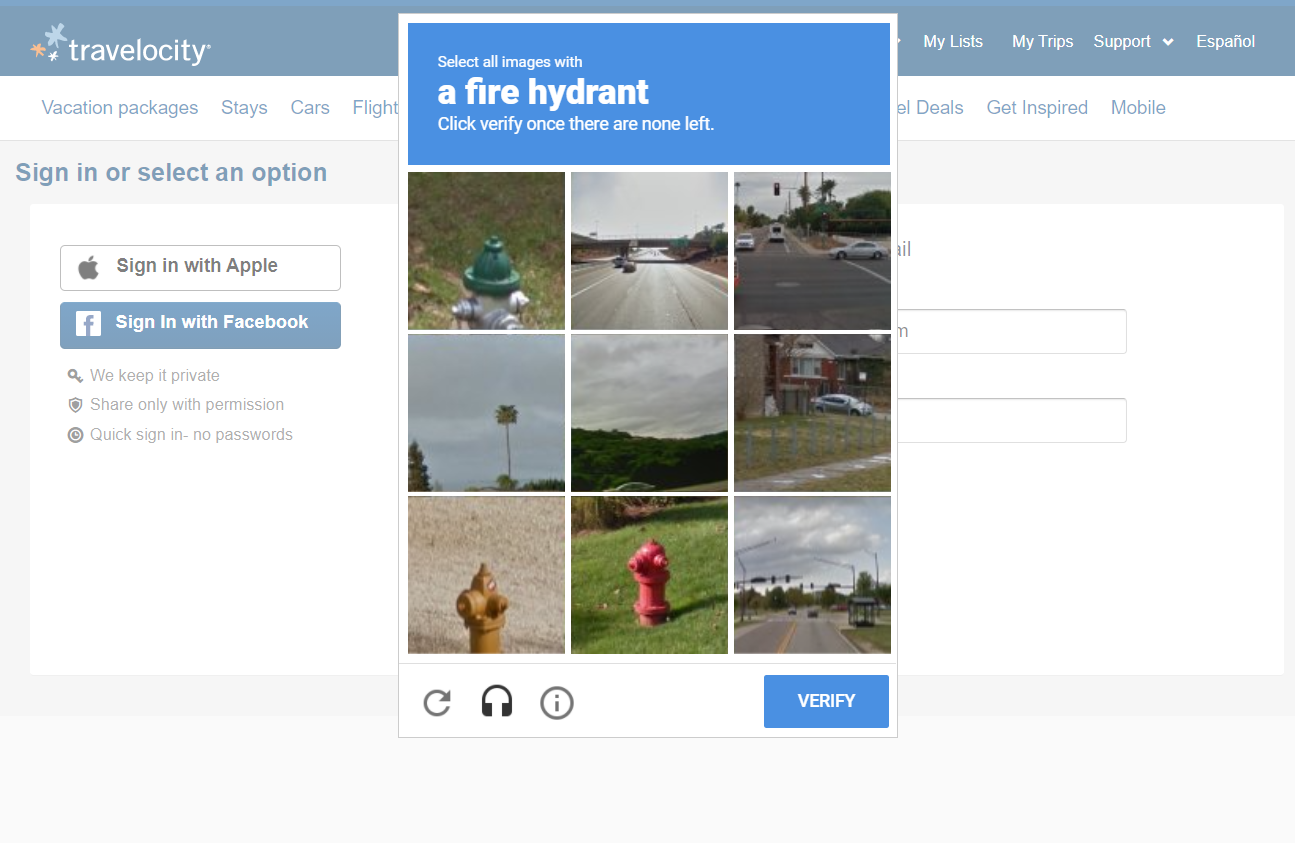 travelocity
My Lists
My Trips
Support
Español
Vacation packages
Stays
Cars
Flight
el Deals
Get Inspired
Mobile
Sign in or select an option
Sign in with Apple
Sign In with Facebook
We keep it private
Share only with permission
Quick sign in- no passwords
ail
m
Select all images with
a fire hydrant
Click verify once there are none left.
VERIFY